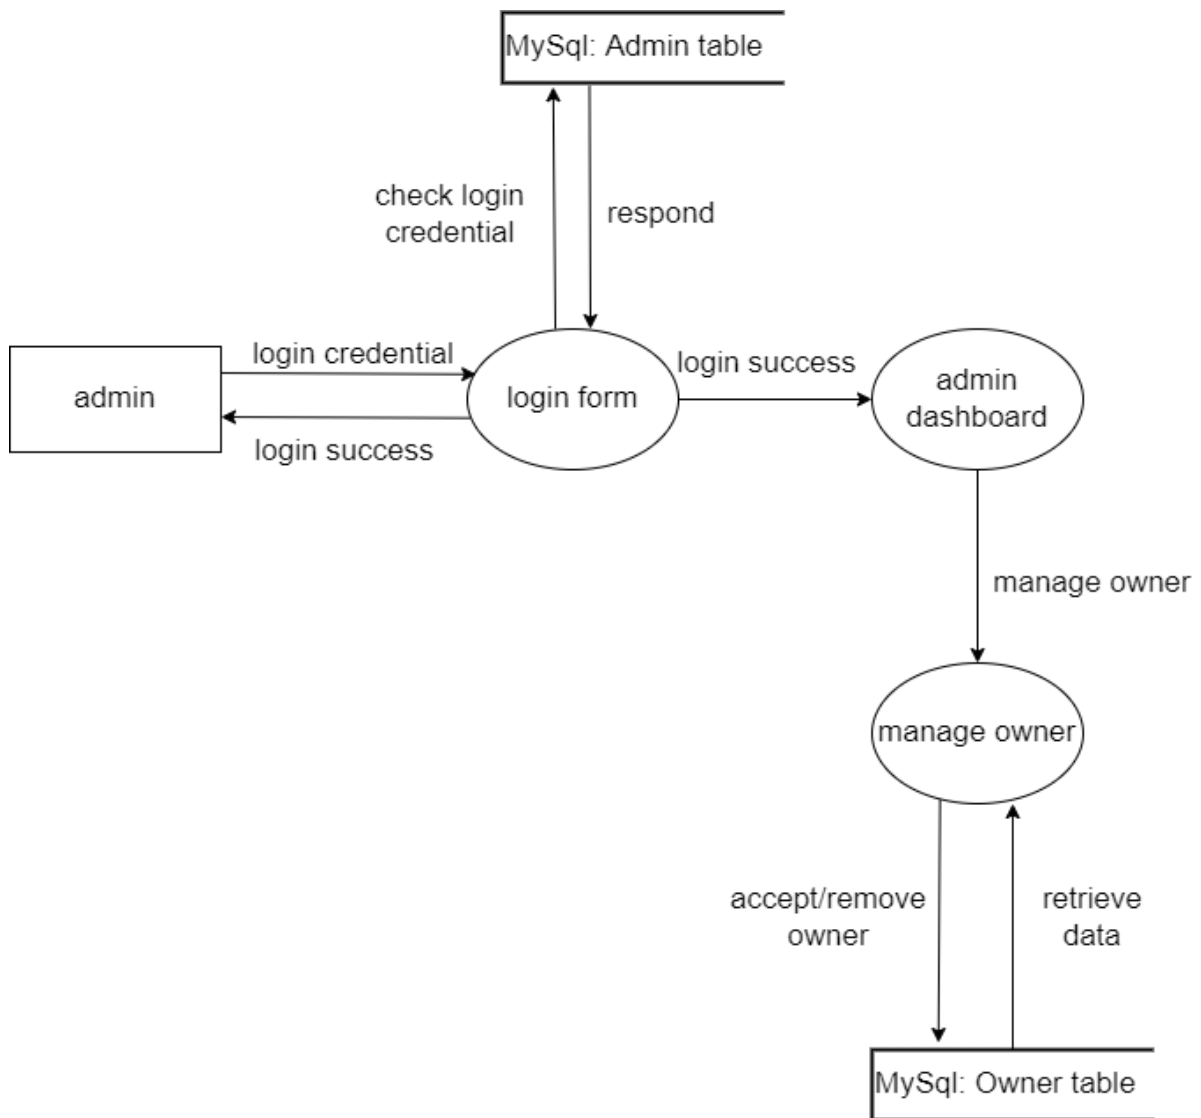 MySql: Admin table
check login
credential
respond
login credential
admin
login form
login success
login success
admin
dashboard
manage owner
manage owner
accept/remove
owner
retrieve
data
MySql: Owner table